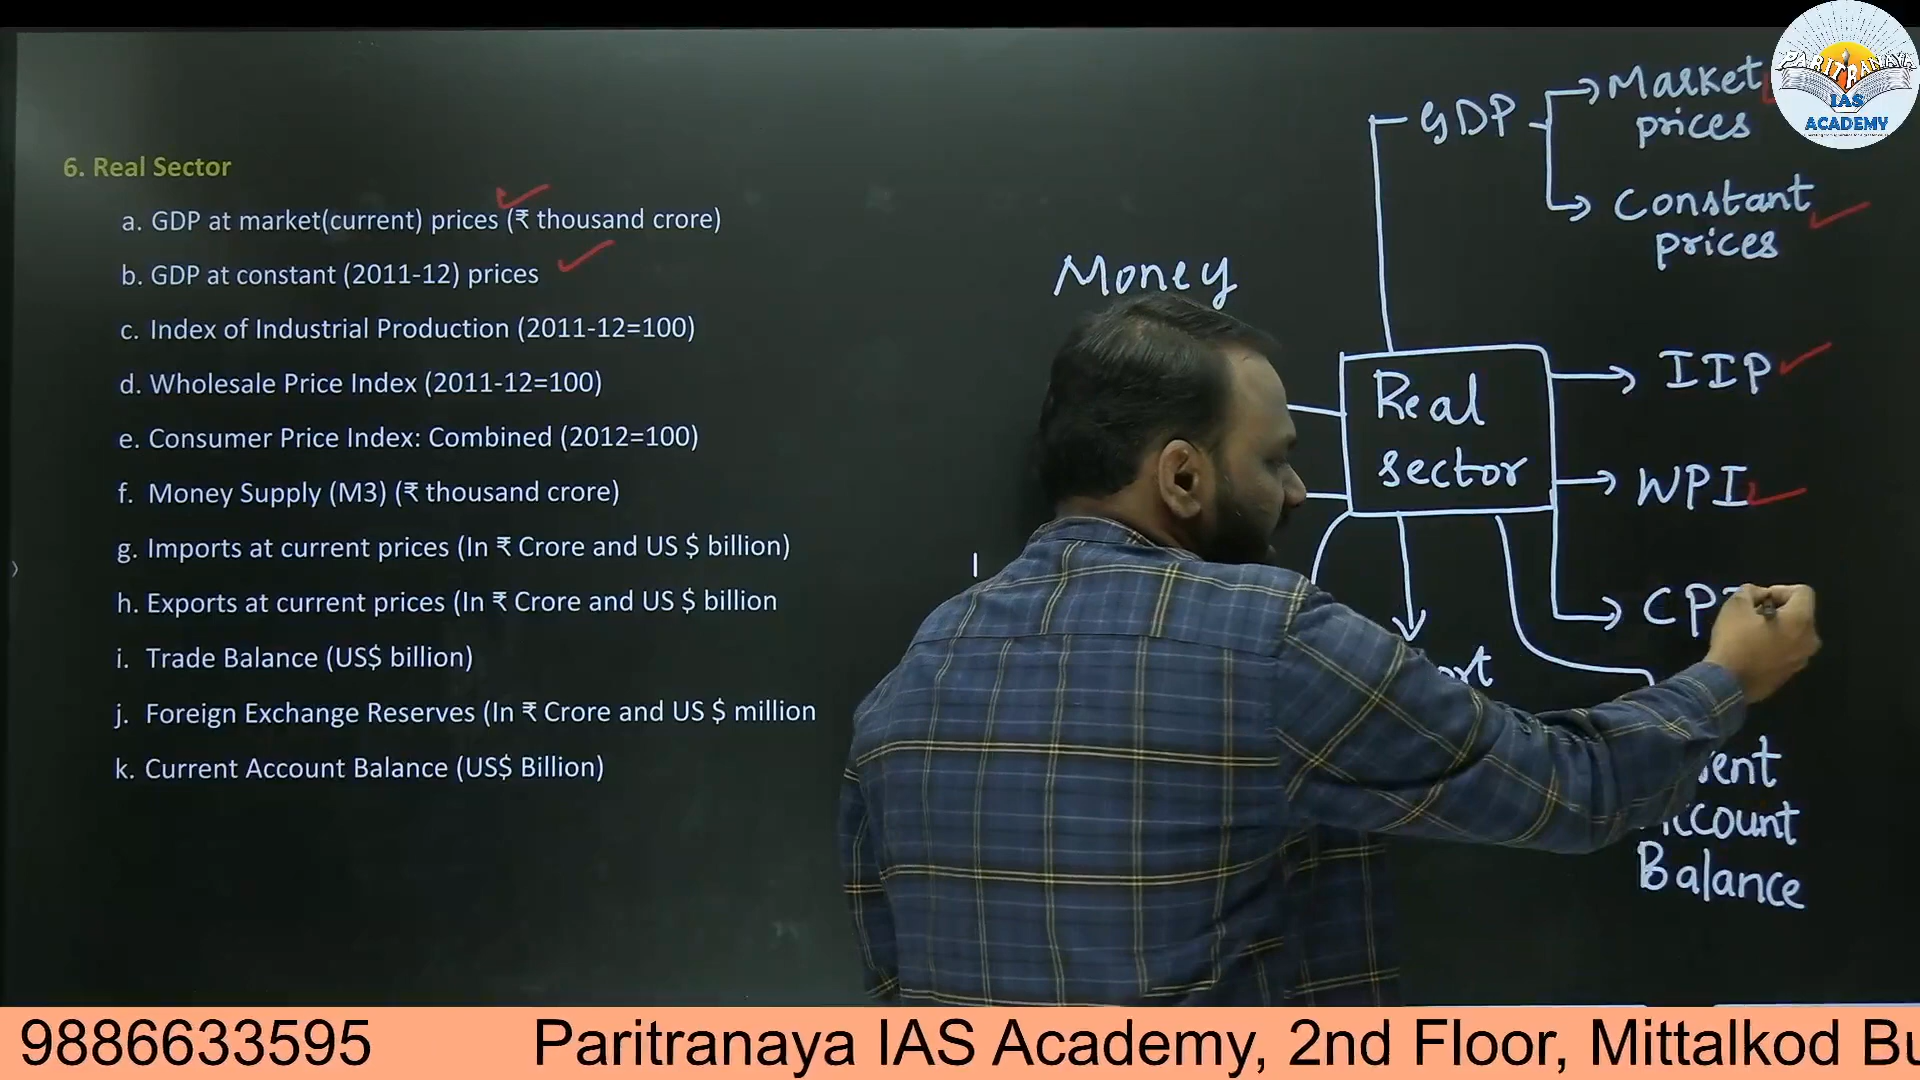 6. Real Sector
a. GDP at market(current) prices (₹ thousand crore)
b. GDP at constant (2011-12) prices
c. Index of Industrial Production (2011-12=100)
d. Wholesale Price Index (2011-12=100)
e. Consumer Price Index: Combined (2012=100)
f. Money Supply (M3) (₹ thousand crore)
g. Imports at current prices (In ₹ Crore and US $ billion)
h. Exports at current prices (In ₹ Crore and US $ billion
i. Trade Balance (US$ billion)
j. Foreign Exchange Reserves (In ₹ Crore and US $ million
k. Current Account Balance (US$ Billion)
GDP
Market
prices
Constant
prices
Money
Real
sector
IIP
WPI
Balance
PARITRANAYA
IAS
ACADEMY
9886633595 Paritranaya IAS Academy, 2nd Floor, Mittalkod